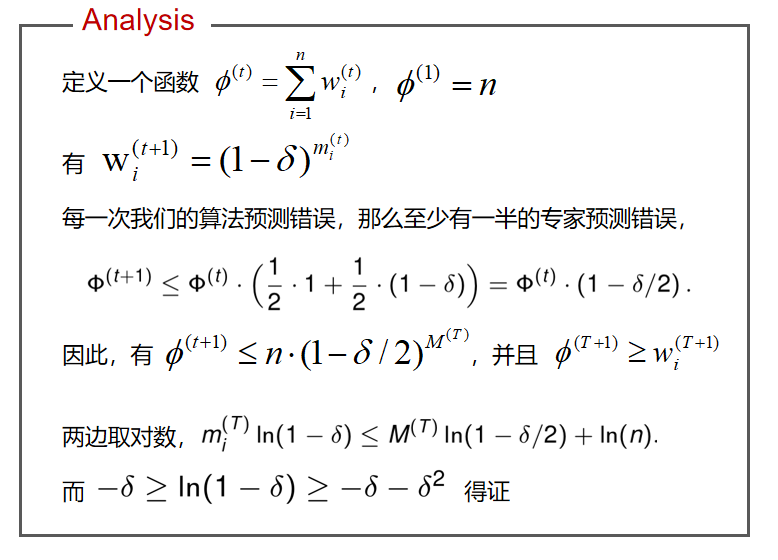 Analysis
定义一个函数 $\phi^{(t)} = \sum_{i=1}^{n} w_i^{(t)}$ , $\phi^{(1)} = n$
有 $\mathrm{w}_i^{(t+1)} = (1-\delta)^{m_i^{(t)}}$
每一次我们的算法预测错误，那么至少有一半的专家预测错误，
$\Phi^{(t+1)} \leq \Phi^{(t)} \cdot \left( \frac{1}{2} \cdot 1 + \frac{1}{2} \cdot (1-\delta) \right) = \Phi^{(t)} \cdot (1-\delta/2) .$
因此，有 $\phi^{(t+1)} \leq n \cdot (1-\delta/2)^{M^{(T)}}$ ，并且 $\phi^{(T+1)} \geq w_i^{(T+1)}$
两边取对数，$m_i^{(T)} \ln(1-\delta) \leq M^{(T)} \ln(1-\delta/2) + \ln(n).$
而 $-\delta \geq \ln(1-\delta) \geq -\delta - \delta^2$ 得证